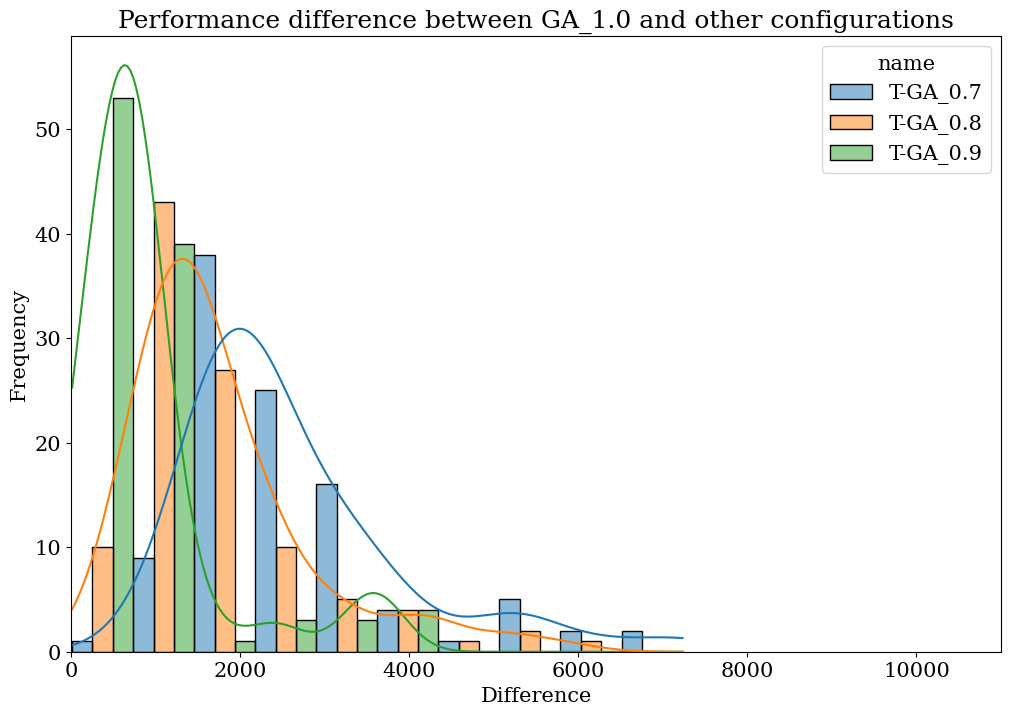 Performance difference between GA_1.0 and other configurations
name
T-GA_0.7
T-GA_0.8
T-GA_0.9
Frequency
50
40
30
20
10
0
0 2000 4000 6000 8000 10000
Difference